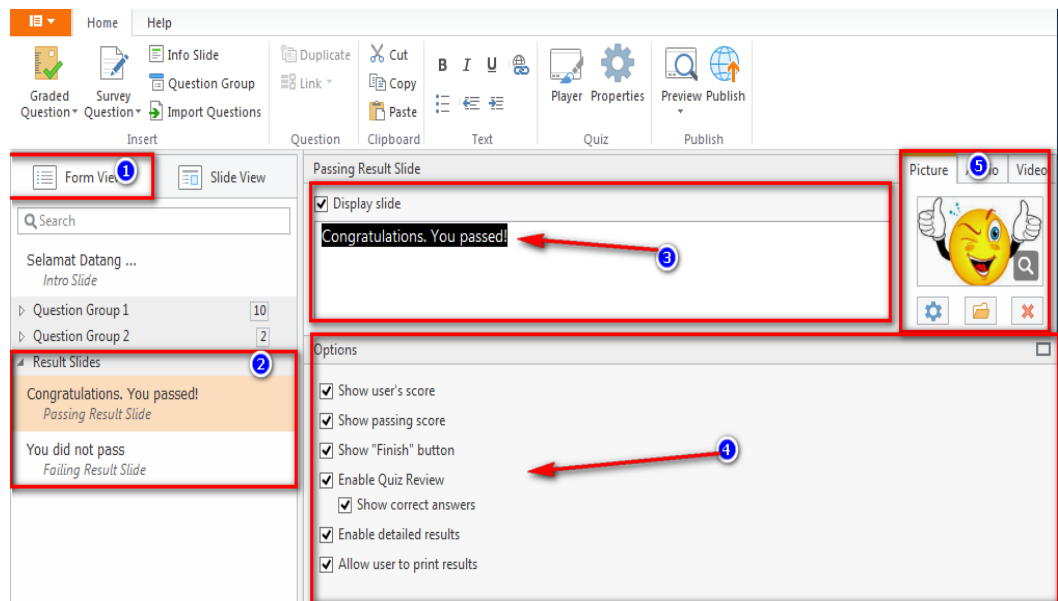 Home Help
Graded Question
Survey Question
Info Slide
Question Group
Import Questions
Insert
Duplicate
Link
Question
Cut
Copy
Paste
Clipboard
B I U
Text
Player Properties
Quiz
Preview Publish
Publish
Form View
1
Slide View
Search
Selamat Datang ...
Intro Slide
Question Group 1 10
Question Group 2 2
Result Slides 2
Congratulations. You passed!
Passing Result Slide
You did not pass
Failing Result Slide
Passing Result Slide
Display slide
Congratulations. You passed!
3
Options
Show user's score
Show passing score
Show "Finish" button
4
Enable Quiz Review
Show correct answers
Enable detailed results
Allow user to print results
Picture 5 Video